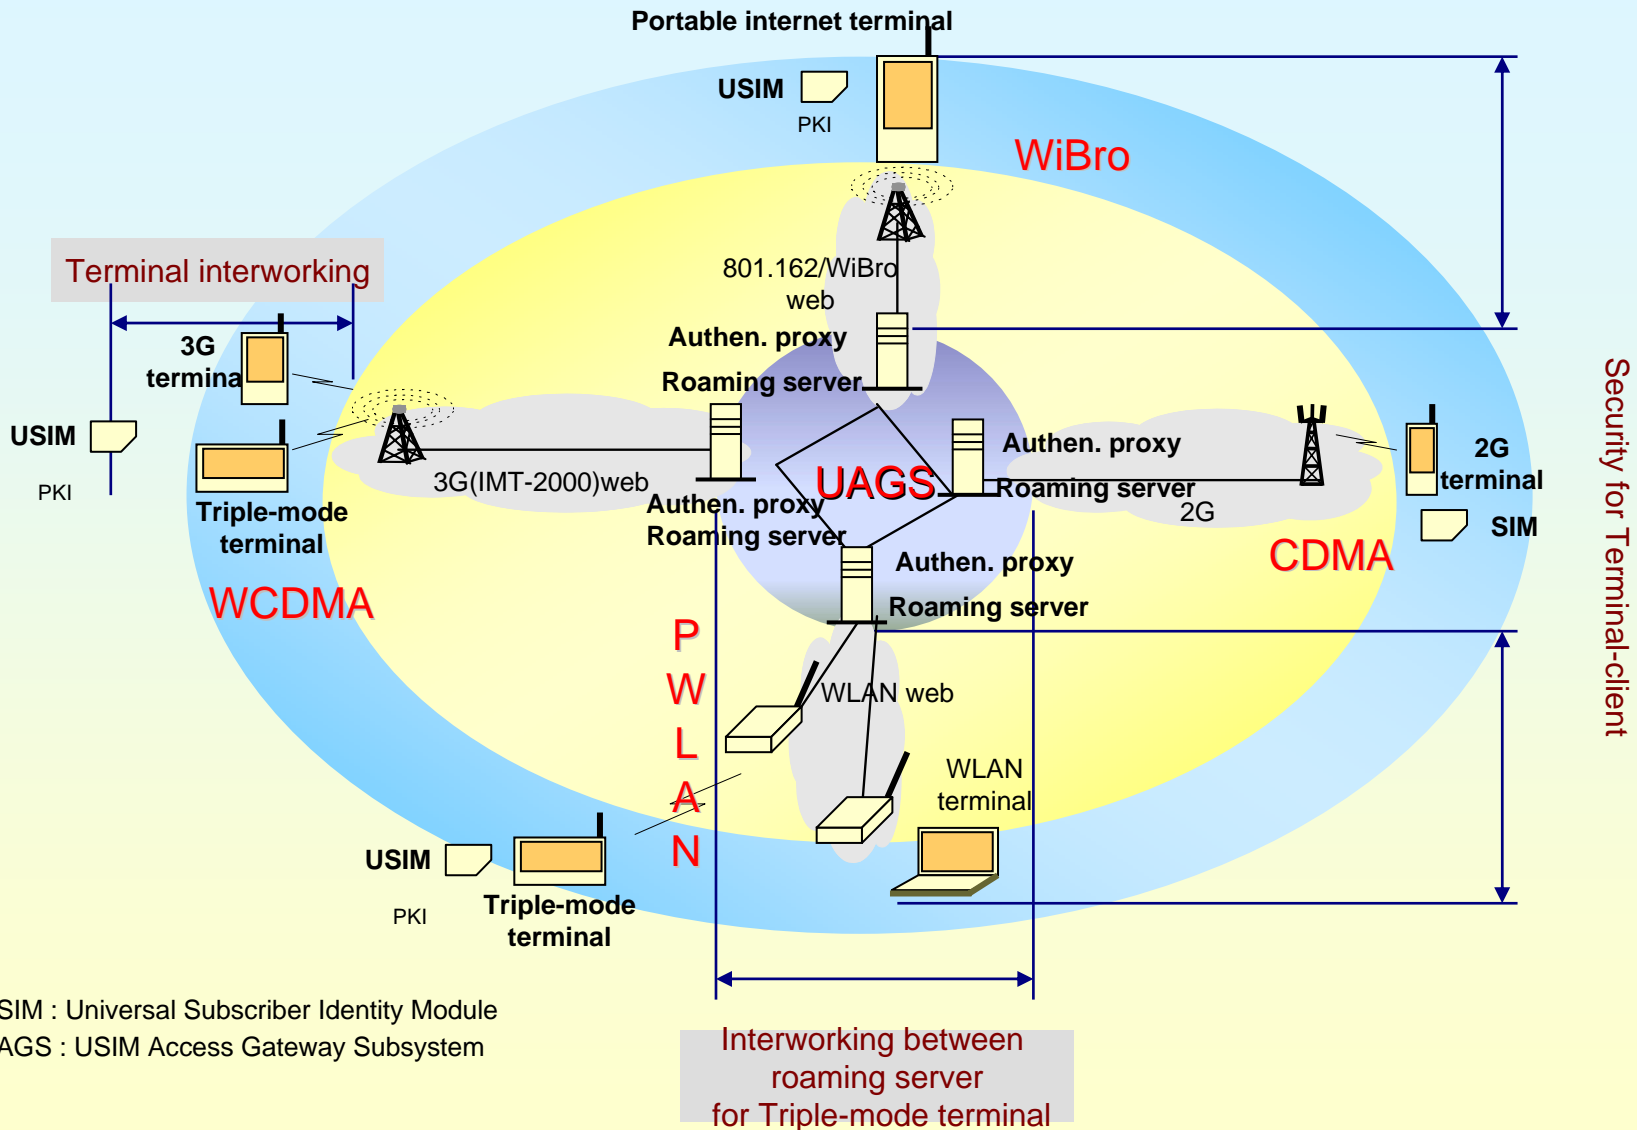 Portable internet terminal
USIM
PKI
WiBro
Terminal interworking
801.162/WiBro
web
3G
termina
Authen. proxy
Roaming server
USIM
PKI
3G(IMT-2000)web
Triple-mode
terminal
WCDMA
Authen. proxy
Roaming server
UAGS
Authen. proxy
Roaming server
2G
2G
terminal
SIM
CDMA
Security for Terminal-client
Authen. proxy
Roaming server
P
W
L
A
N
WLAN web
WLAN
terminal
USIM
PKI
Triple-mode
terminal
SIM : Universal Subscriber Identity Module
AGS : USIM Access Gateway Subsystem
Interworking between
roaming server
for Triple-mode terminal